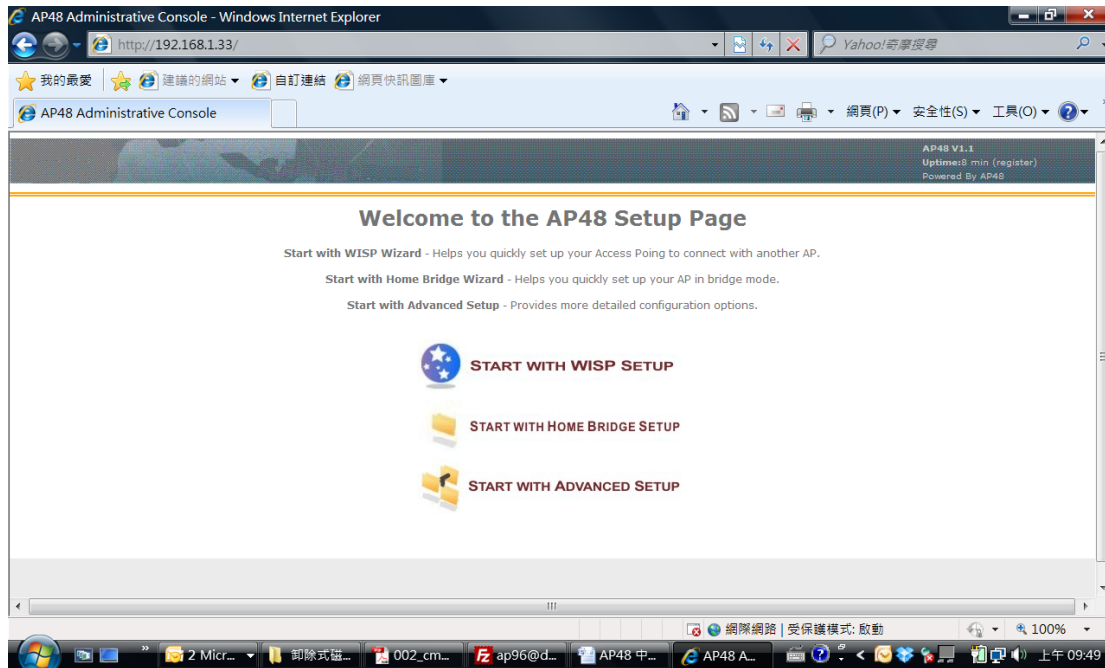 AP48 Administrative Console - Windows Internet Explorer
http://192.168.1.33/
Yahoo!奇摩搜尋
我的最愛 建議的網站 自訂連結 網頁快訊圖庫
AP48 Administrative Console
網頁(P) 安全性(S) 工具(O)
AP48 V1.1
Uptime:8 min (register)
Powered By AP48
Welcome to the AP48 Setup Page
Start with WISP Wizard - Helps you quickly set up your Access Poing to connect with another AP.
Start with Home Bridge Wizard - Helps you quickly set up your AP in bridge mode.
Start with Advanced Setup - Provides more detailed configuration options.
START WITH WISP SETUP
START WITH HOME BRIDGE SETUP
START WITH ADVANCED SETUP
網際網路 | 受保護模式: 啟動
100%
2 Micr... 卸除式磁... 002_cm... ap96@d... AP48 中... AP48 A... 上午 09:49